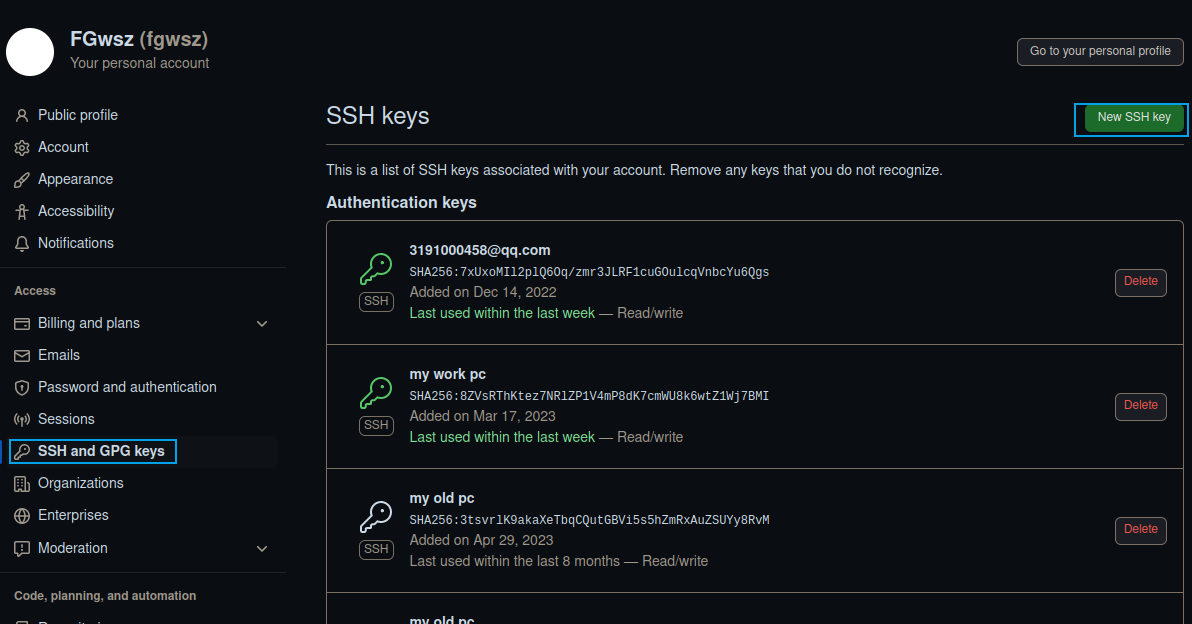 FGwsz (fgwsz)
Your personal account
Go to your personal profile
Public profile
Account
Appearance
Accessibility
Notifications
Access
Billing and plans
Emails
Password and authentication
Sessions
SSH and GPG keys
Organizations
Enterprises
Moderation
Code, planning, and automation
SSH keys
New SSH key
This is a list of SSH keys associated with your account. Remove any keys that you do not recognize.
Authentication keys
3191000458@qq.com
SHA256:7xUxoMIl2plQ6Oq/zmr3JLRF1cuGOulcqVnbcYu6Qgs
Added on Dec 14, 2022
Last used within the last week — Read/write
SSH
Delete
my work pc
SHA256:8ZVsRThKtez7NRlZP1V4mP8dK7cmWU8k6wtZ1Wj7BMI
Added on Mar 17, 2023
Last used within the last week — Read/write
SSH
Delete
my old pc
SHA256:3tsvrlK9akaXeTbqCQutGBVi5s5hZmRxAuZSUYy8RvM
Added on Apr 29, 2023
Last used within the last 8 months — Read/write
SSH
Delete
my old pc